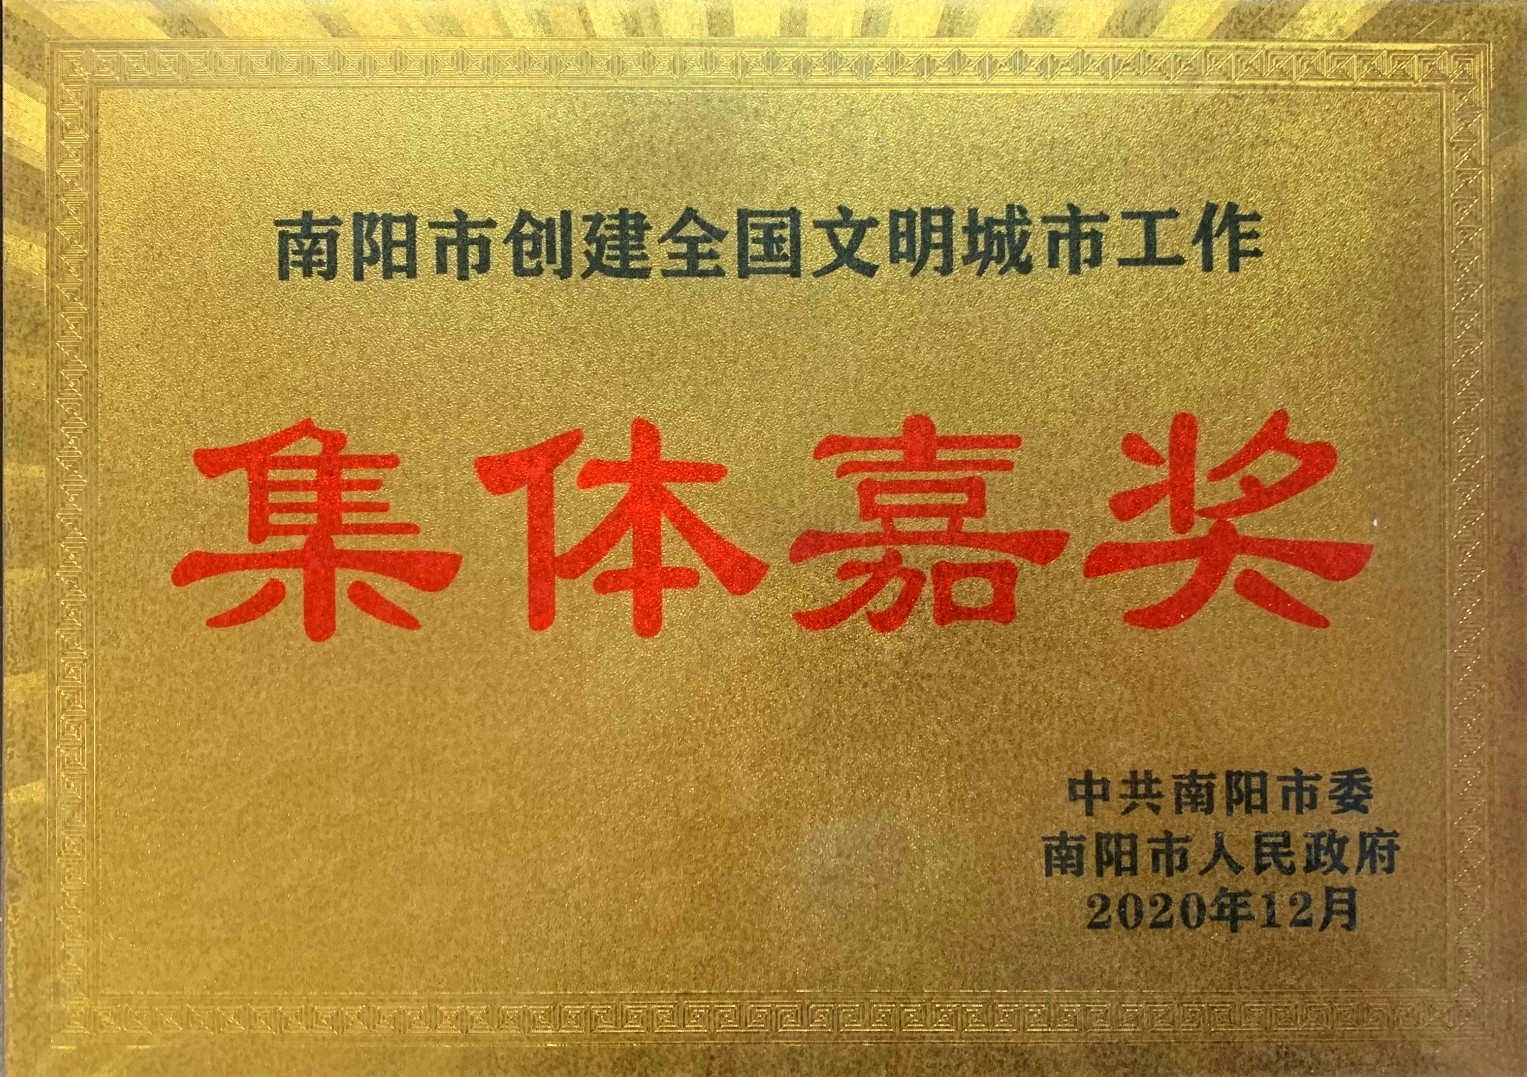 南阳市创建全国文明城市工作
集体嘉奖
中共南阳市委
南阳市人民政府
2020年12月